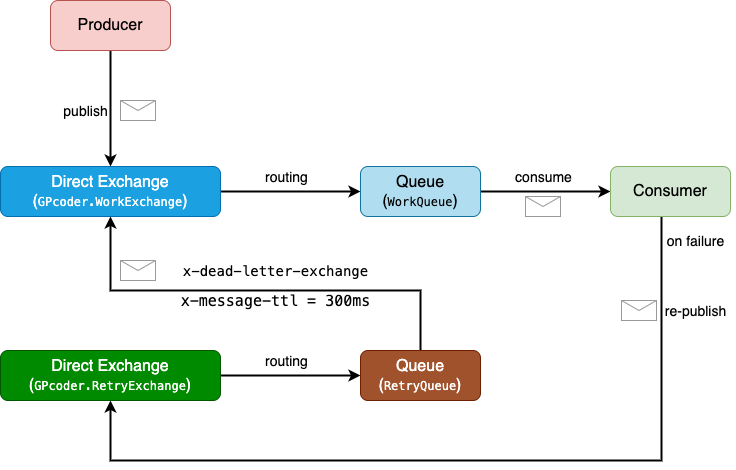 Producer
publish
Direct Exchange
(GPcoder.WorkExchange)
routing
Queue
(WorkQueue)
consume
Consumer
on failure
x-dead-letter-exchange
x-message-ttl = 300ms
re-publish
Direct Exchange
(GPcoder.RetryExchange)
routing
Queue
(RetryQueue)